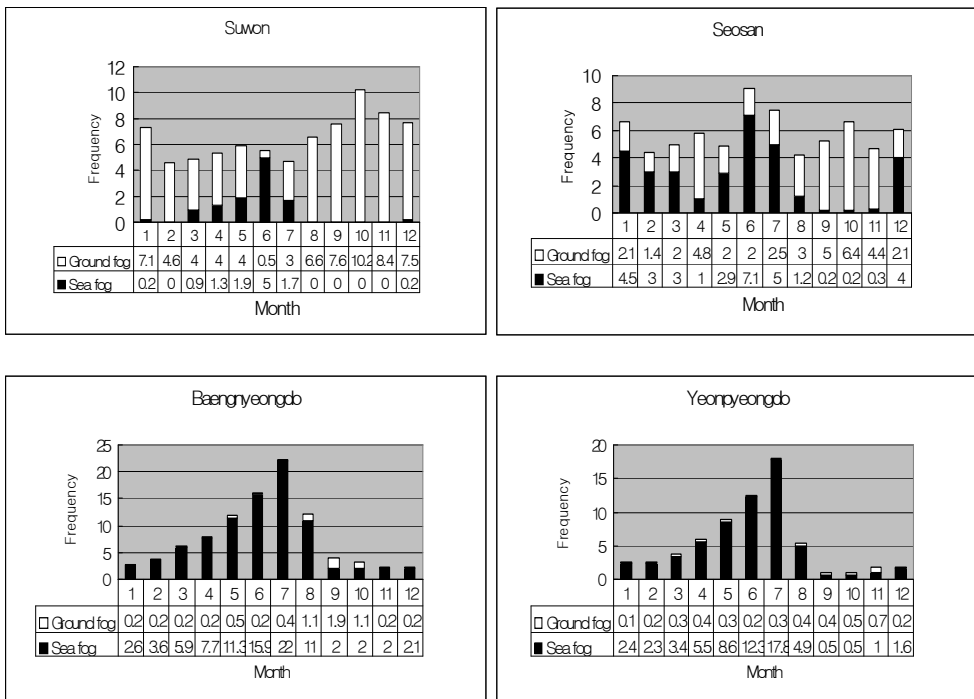 Suwon
12
10
8
6
4
2
0
Frequency
1 2 3 4 5 6 7 8 9 10 11 12
Ground fog 7.1 4.6 4 4 4 0.5 3 6.6 7.6 10.2 8.4 7.5
Sea fog 0.2 0 0.9 1.3 1.9 5 1.7 0 0 0 0 0.2
Month
Seosan
10
8
6
4
2
0
Frequency
1 2 3 4 5 6 7 8 9 10 11 12
Ground fog 2.1 1.4 2 4.8 2 2 2.5 3 5 6.4 4.4 2.1
Sea fog 4.5 3 3 1 2.9 7.1 5 1.2 0.2 0.2 0.3 4
Month
Baengnyeongdo
25
20
15
10
5
0
Frequency
1 2 3 4 5 6 7 8 9 10 11 12
Ground fog 0.2 0.2 0.2 0.2 0.5 0.2 0.4 1.1 1.9 1.1 0.2 0.2
Sea fog 2.6 3.6 5.9 7.7 11.3 15.9 22 11 2 2 2 2.1
Month
Yeonpyeongdo
20
15
10
5
0
Frequency
1 2 3 4 5 6 7 8 9 10 11 12
Ground fog 0.1 0.2 0.3 0.4 0.3 0.2 0.3 0.4 0.4 0.5 0.7 0.2
Sea fog 2.4 2.3 3.4 5.5 8.6 12.3 17.8 4.9 0.5 0.5 1 1.6
Month